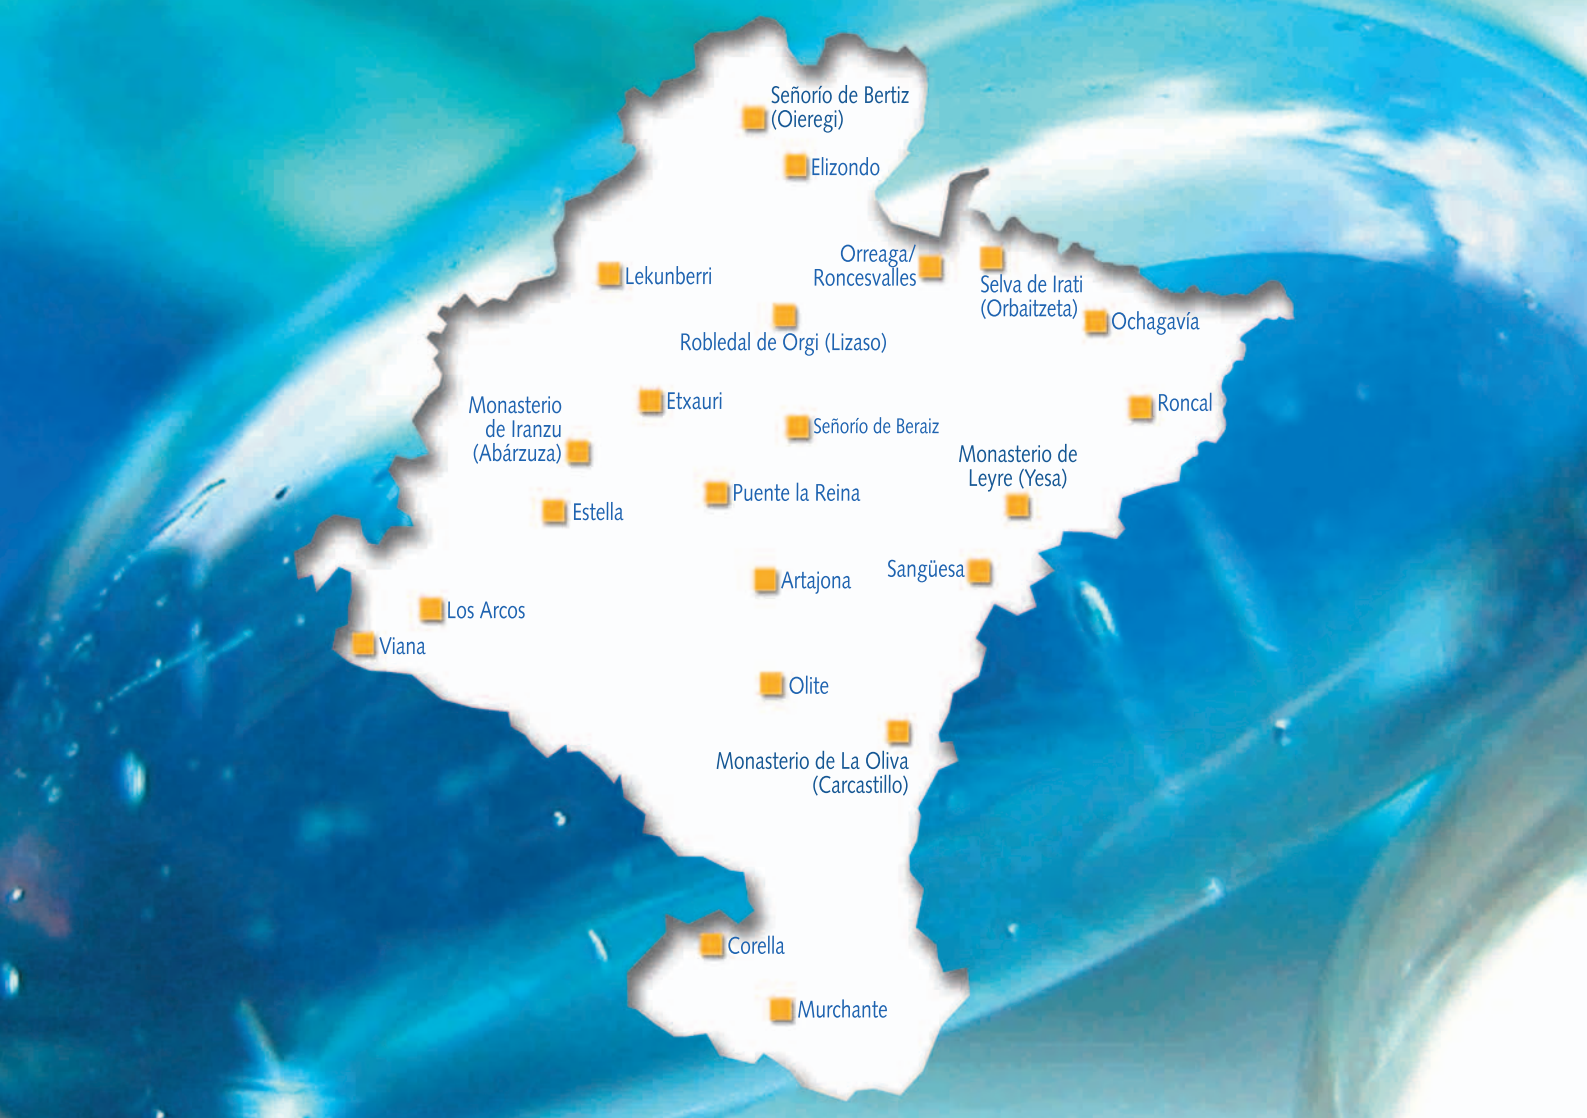 Señorío de Bertiz
(Oieregi)
Elizondo
Orreaga/
Roncesvalles
Selva de Irati
(Orbaitzeta)
Lekunberri
Ochagavía
Robledal de Orgi (Lizaso)
Monasterio
de Iranzu
(Abárzuza)
Etxauri
Roncal
Señorío de Beraiz
Monasterio de
Leyre (Yesa)
Puente la Reina
Estella
Sangüesa
Artajona
Los Arcos
Viana
Olite
Monasterio de La Oliva
(Carcastillo)
Corella
Murchante